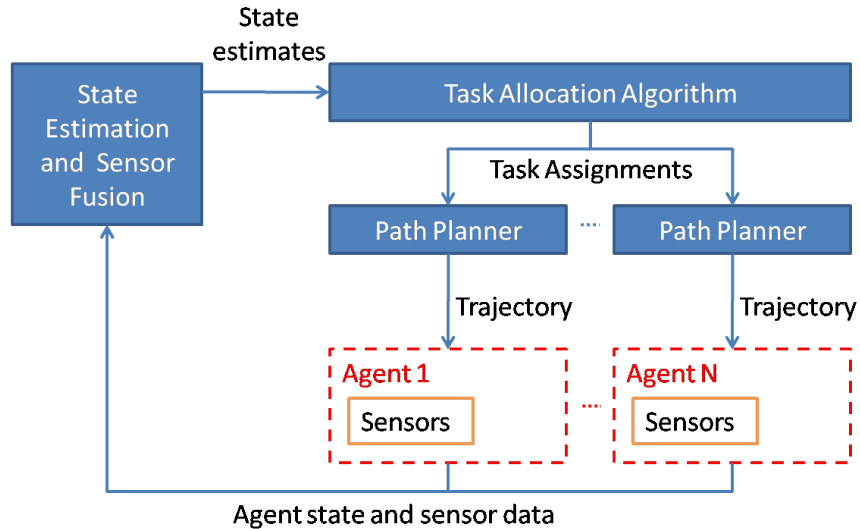 State
estimates
State
Estimation
and Sensor
Fusion
Task Allocation Algorithm
Task Assignments
Path Planner
Path Planner
Trajectory
Trajectory
Agent 1
Agent N
Sensors
Sensors
Agent state and sensor data